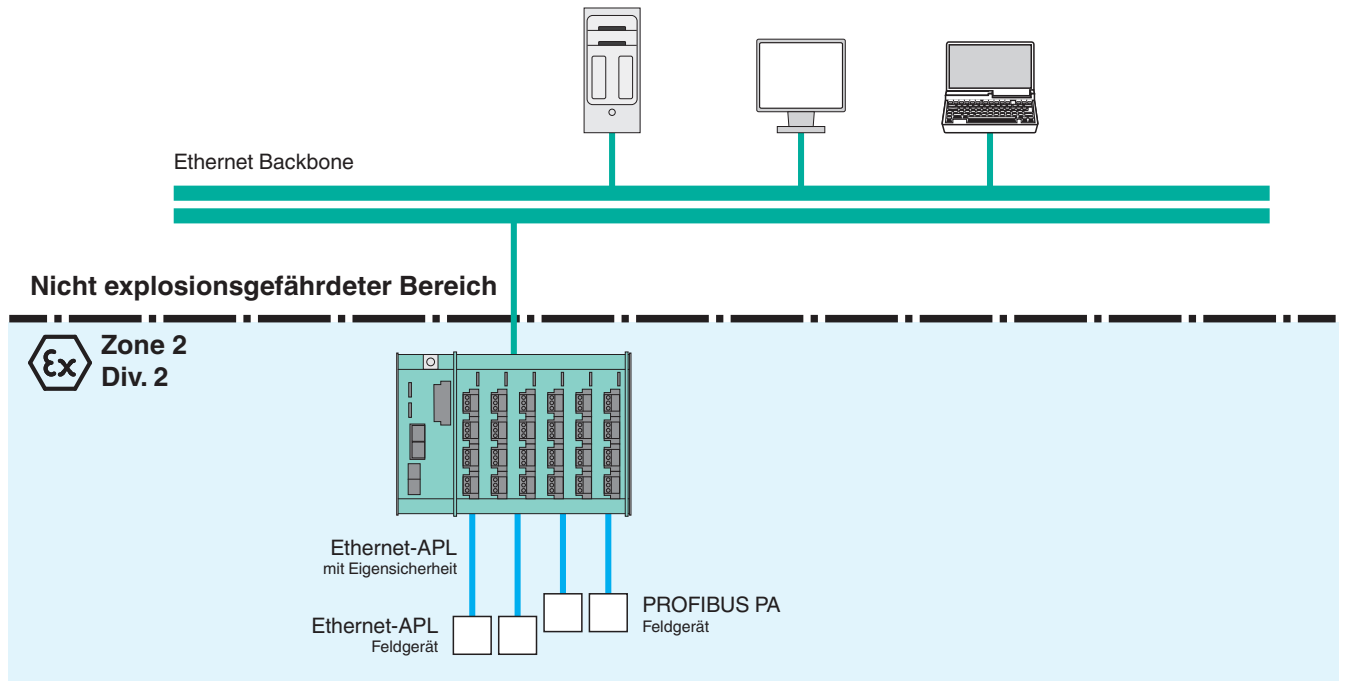 Ethernet Backbone
Nicht explosionsgefährdeter Bereich
Ex
Zone 2
Div. 2
Ethernet-APL
mit Eigensicherheit
Ethernet-APL
Feldgerät
PROFIBUS PA
Feldgerät